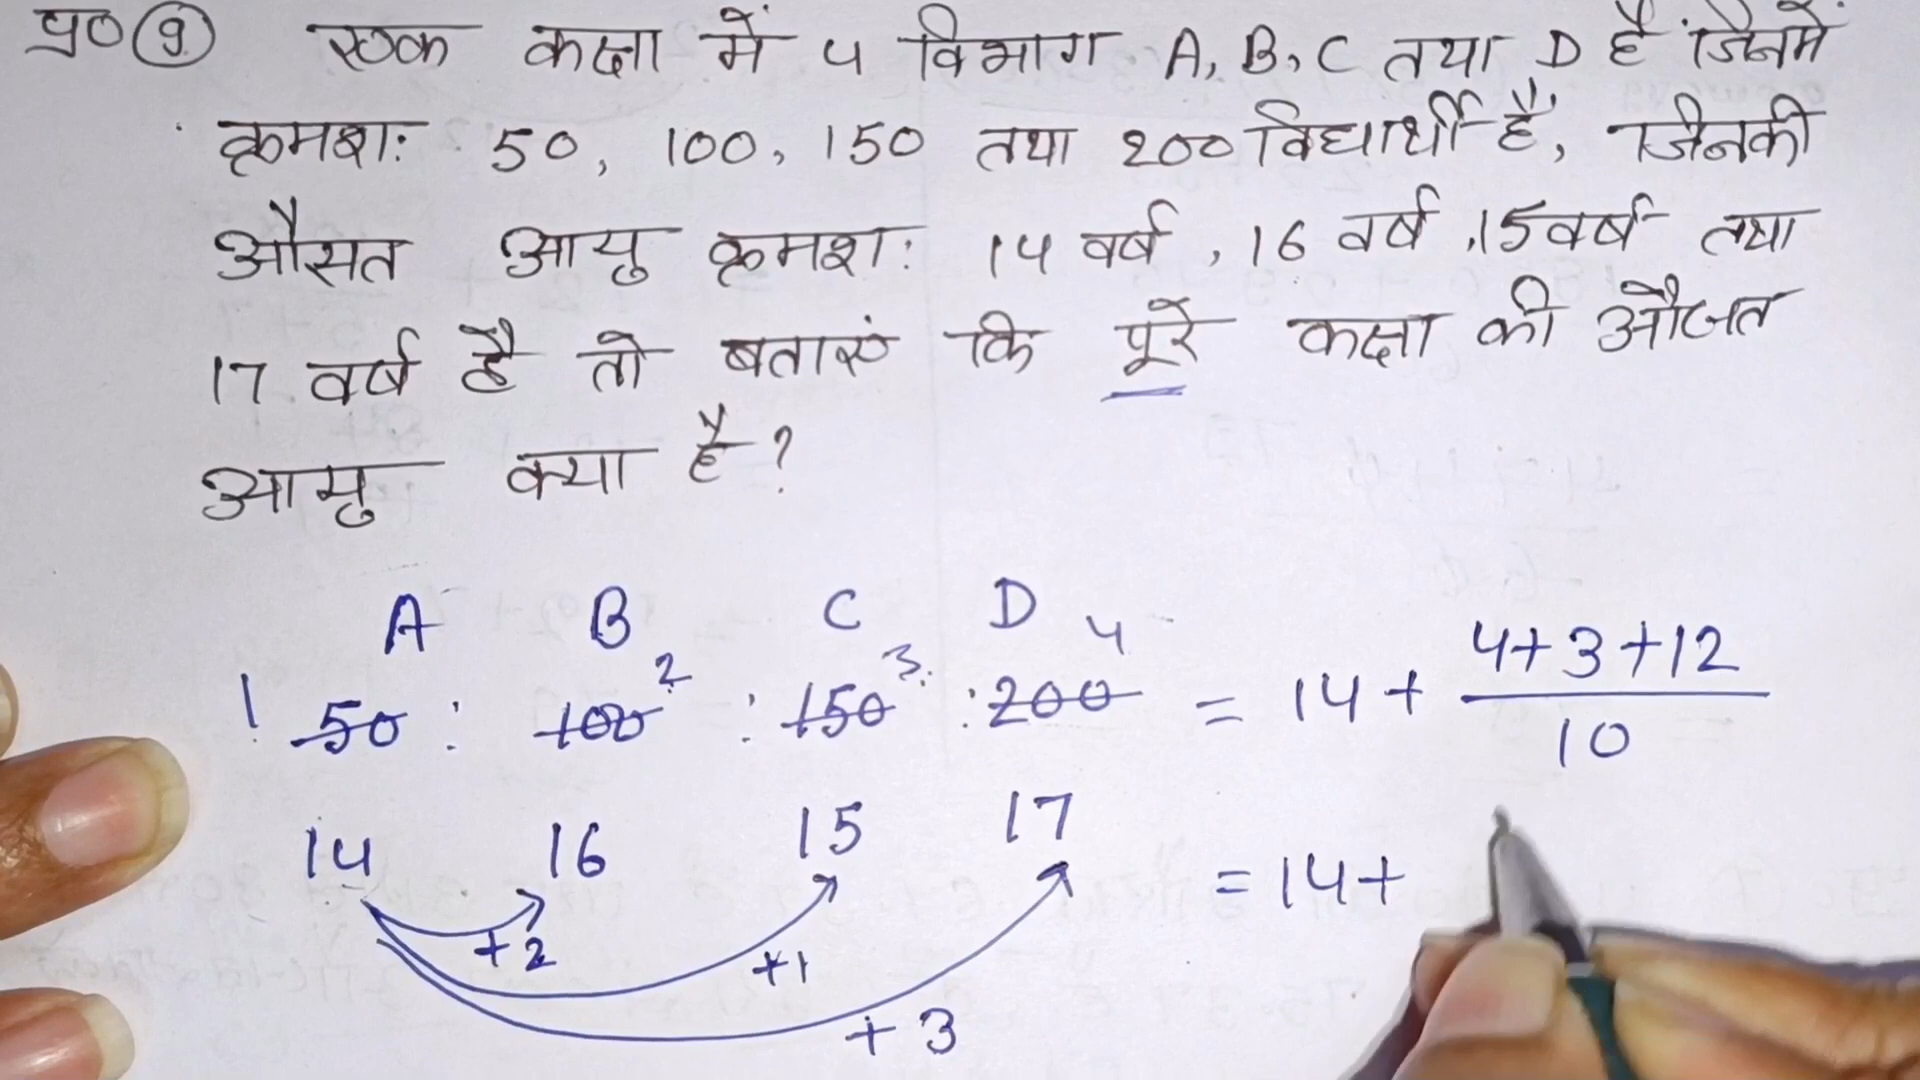 प्र० 9 एक कक्षा में 4 विभाग A, B, C तथा D है जिनमें
क्रमशः 50, 100, 150 तथा 200 विद्यार्थी है, जिनकी
औसत आयु क्रमशः 14 वर्ष, 16 वर्ष, 15 वर्ष तथा
17 वर्ष है तो बताएं कि पूरे कक्षा की औसत
आयु क्या है?
A B C D
1 50 : 100 2 : 150 3 : 200 4 = 14 + 4+3+12 / 10
14 16 15 17 = 14 +
+2 +1 +3